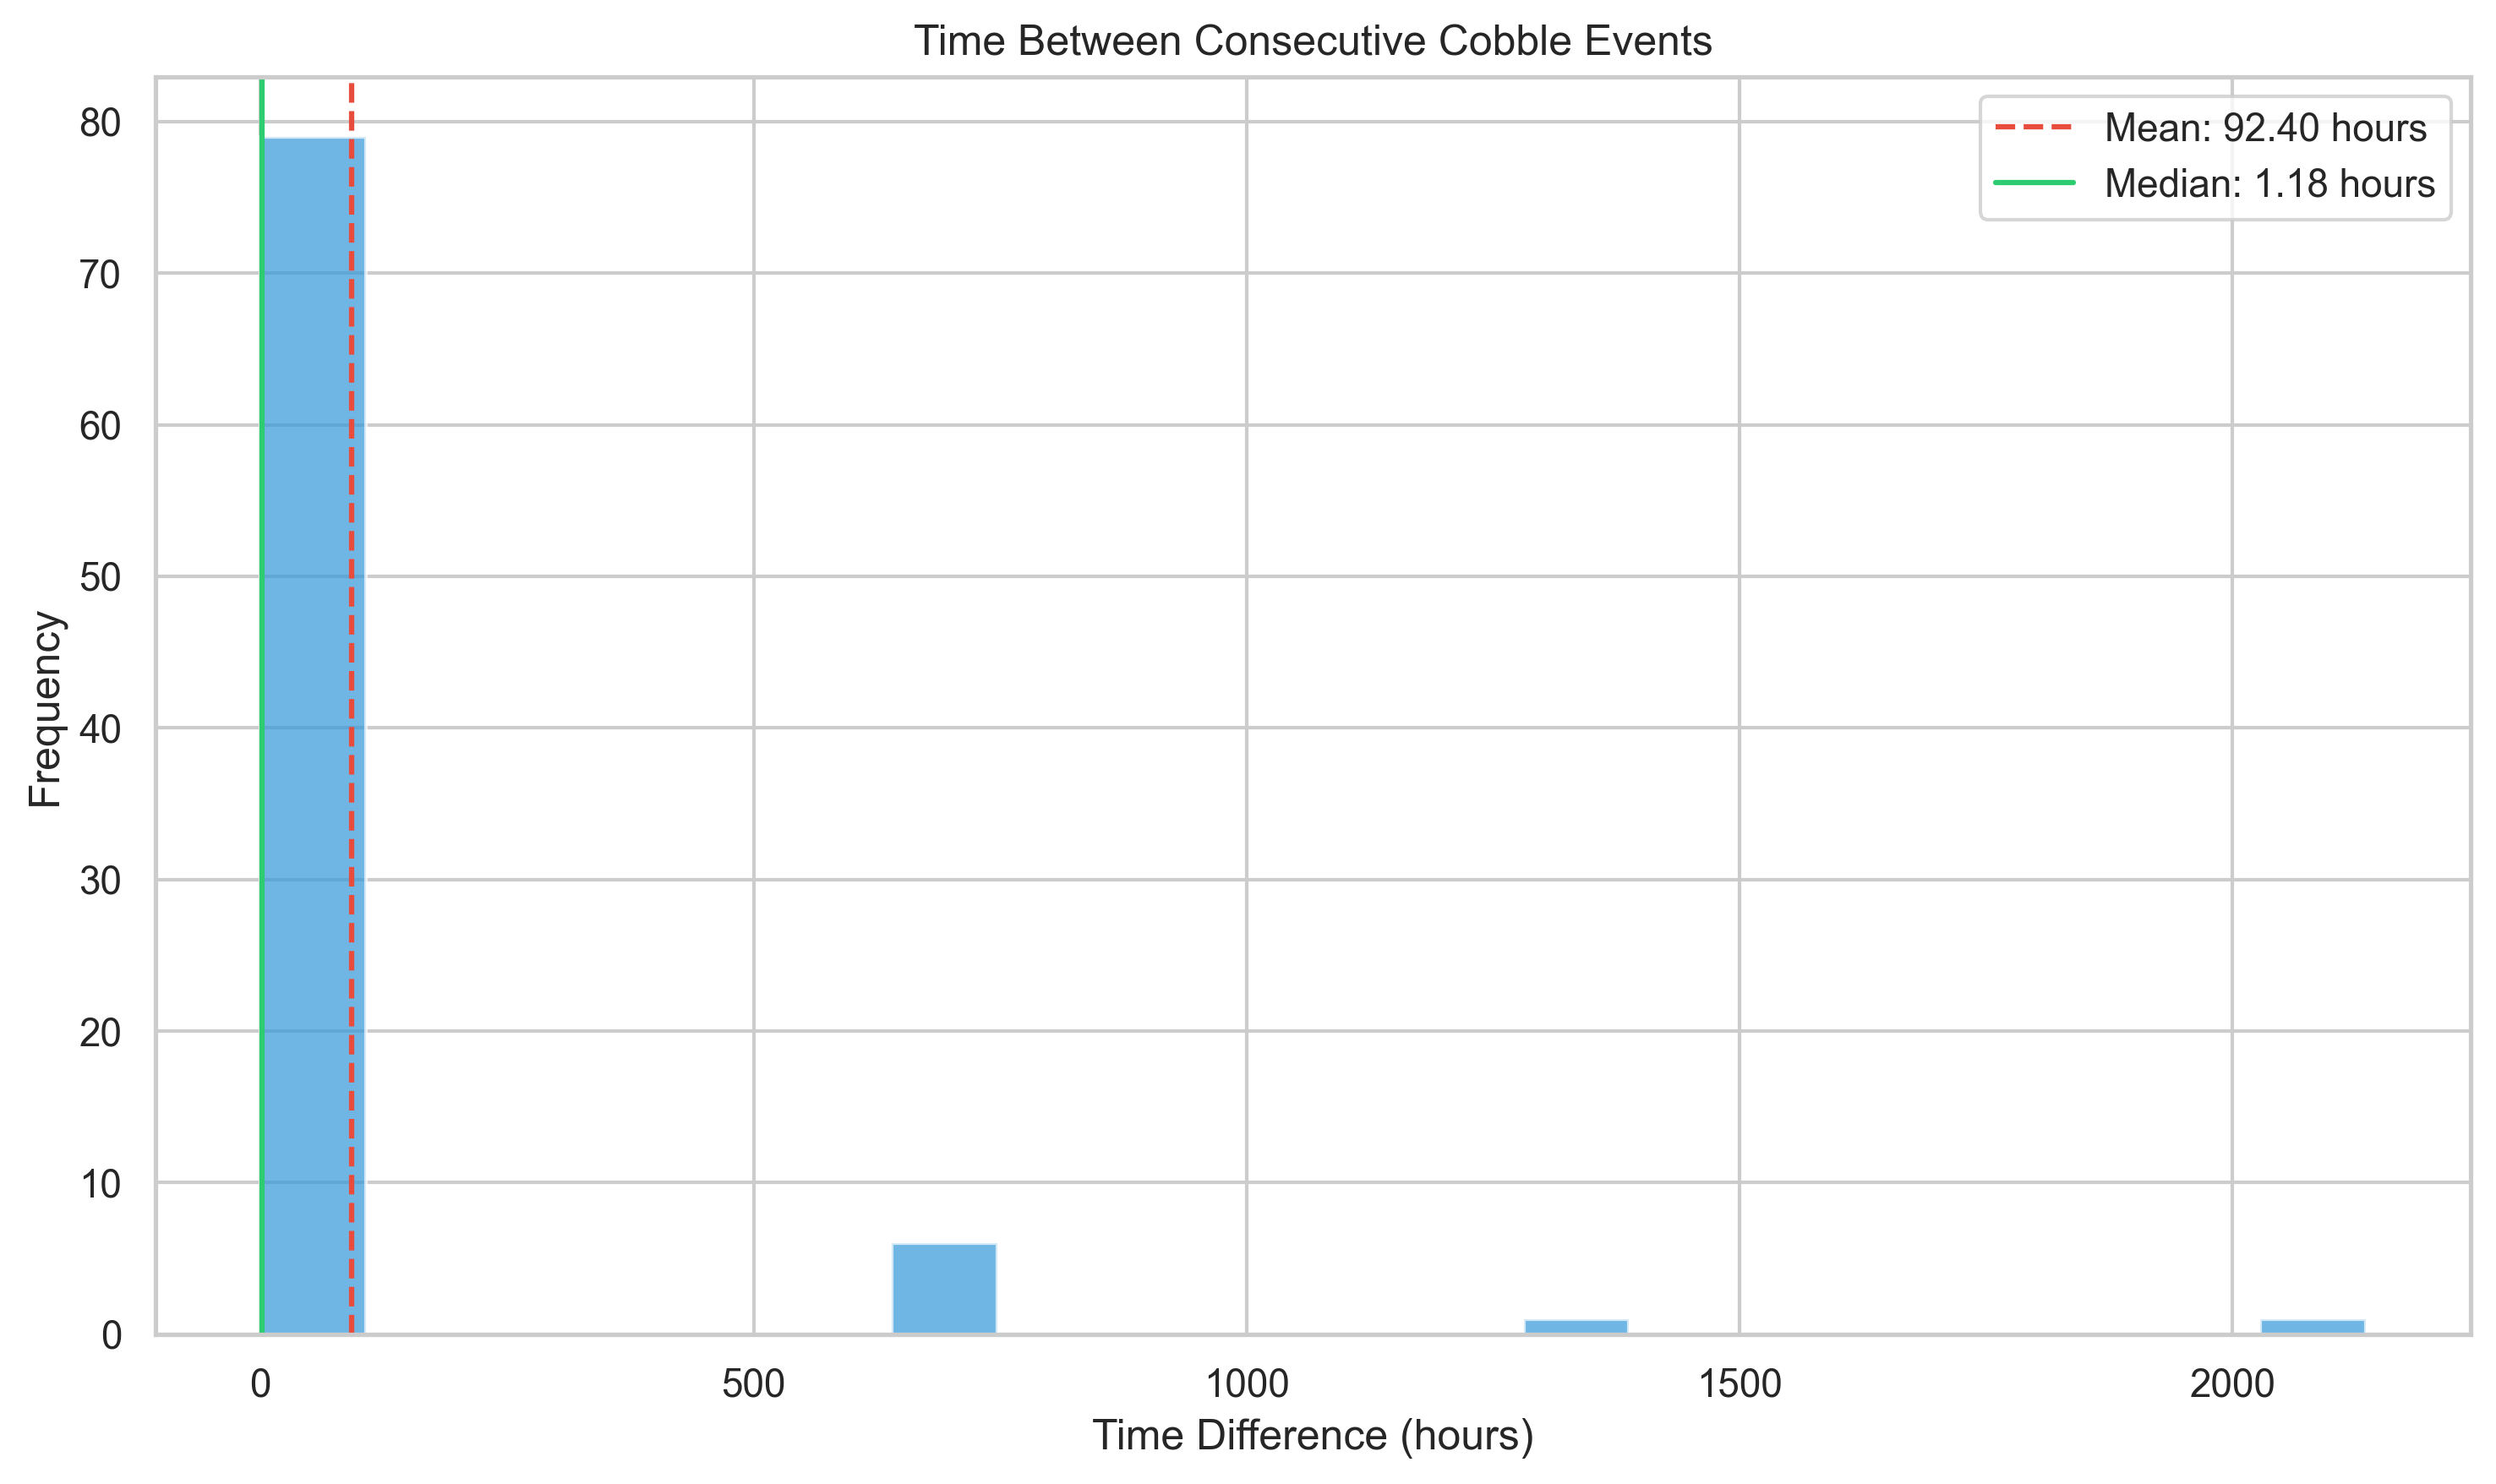 Time Between Consecutive Cobble Events
Mean: 92.40 hours
Median: 1.18 hours
Frequency
80
70
60
50
40
30
20
10
0
0 500 1000 1500 2000
Time Difference (hours)